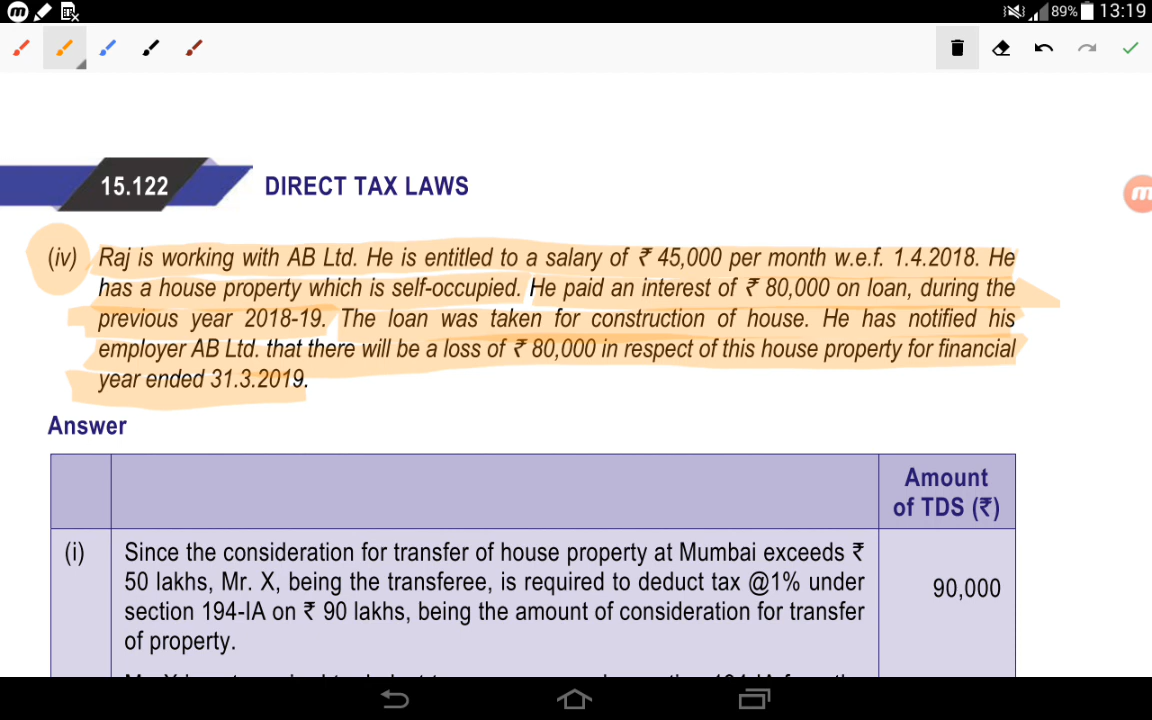 89% 13:19
15.122 DIRECT TAX LAWS
(iv) Raj is working with AB Ltd. He is entitled to a salary of ₹ 45,000 per month w.e.f. 1.4.2018. He
has a house property which is self-occupied. He paid an interest of ₹ 80,000 on loan, during the
previous year 2018-19. The loan was taken for construction of house. He has notified his
employer AB Ltd. that there will be a loss of ₹ 80,000 in respect of this house property for financial
year ended 31.3.2019.
Answer
Amount
of TDS (₹)
(i) Since the consideration for transfer of house property at Mumbai exceeds ₹
50 lakhs, Mr. X, being the transferee, is required to deduct tax @1% under
section 194-IA on ₹ 90 lakhs, being the amount of consideration for transfer
of property.
90,000